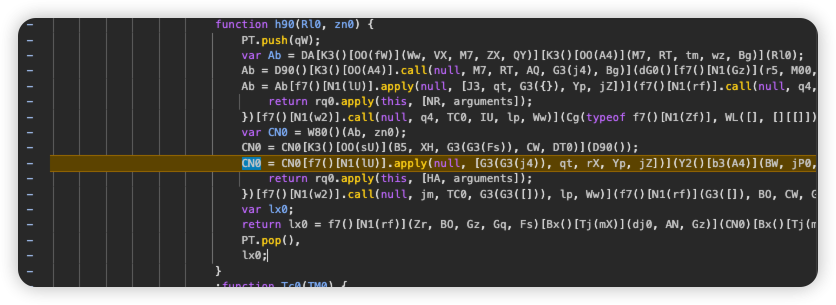 function h90(Rl0, zn0) {
PT.push(qW);
var Ab = DA[K3()[OO(fW)](Ww, VX, M7, ZX, QY)][K3()[OO(A4)](M7, RT, tm, wz, Bg)](Rl0);
Ab = D90()[K3()[OO(A4)].call(null, M7, RT, AQ, G3(j4), Bg)](dG0()[f7()[N1(Gz)](r5, M00,
Ab = Ab[f7()[N1(lU)].apply(null, [J3, qt, G3({}), Yp, jZ])](f7()[N1(rf)].call(null, q4,
return rq0.apply(this, [NR, arguments]);
})[f7()[N1(w2)].call(null, q4, TC0, IU, lp, Ww)](Cg(typeof f7()[N1(Zf)], WL([], [][[])
var CN0 = W80()(Ab, zn0);
CN0 = CN0[K3()[OO(sU)](B5, XH, G3(G3(Fs)), CW, DT0)](D90());
CN0 = CN0[f7()[N1(lU)].apply(null, [G3(G3(j4)), qt, rX, Yp, jZ])](Y2()[b3(A4)](BW, jP0,
return rq0.apply(this, [HA, arguments]);
})[f7()[N1(w2)].call(null, jm, TC0, G3(G3([])), lp, Ww)](f7()[N1(rf)](G3([]), BO, CW, G
var lx0;
return lx0 = f7()[N1(rf)](Zr, BO, Gz, Gq, Fs)[Bx()[Tj(mX)](dj0, AN, Gz)](CN0)[Bx()[Tj(m
PT.pop(),
lx0;
}
;function Tc0(TM0) {